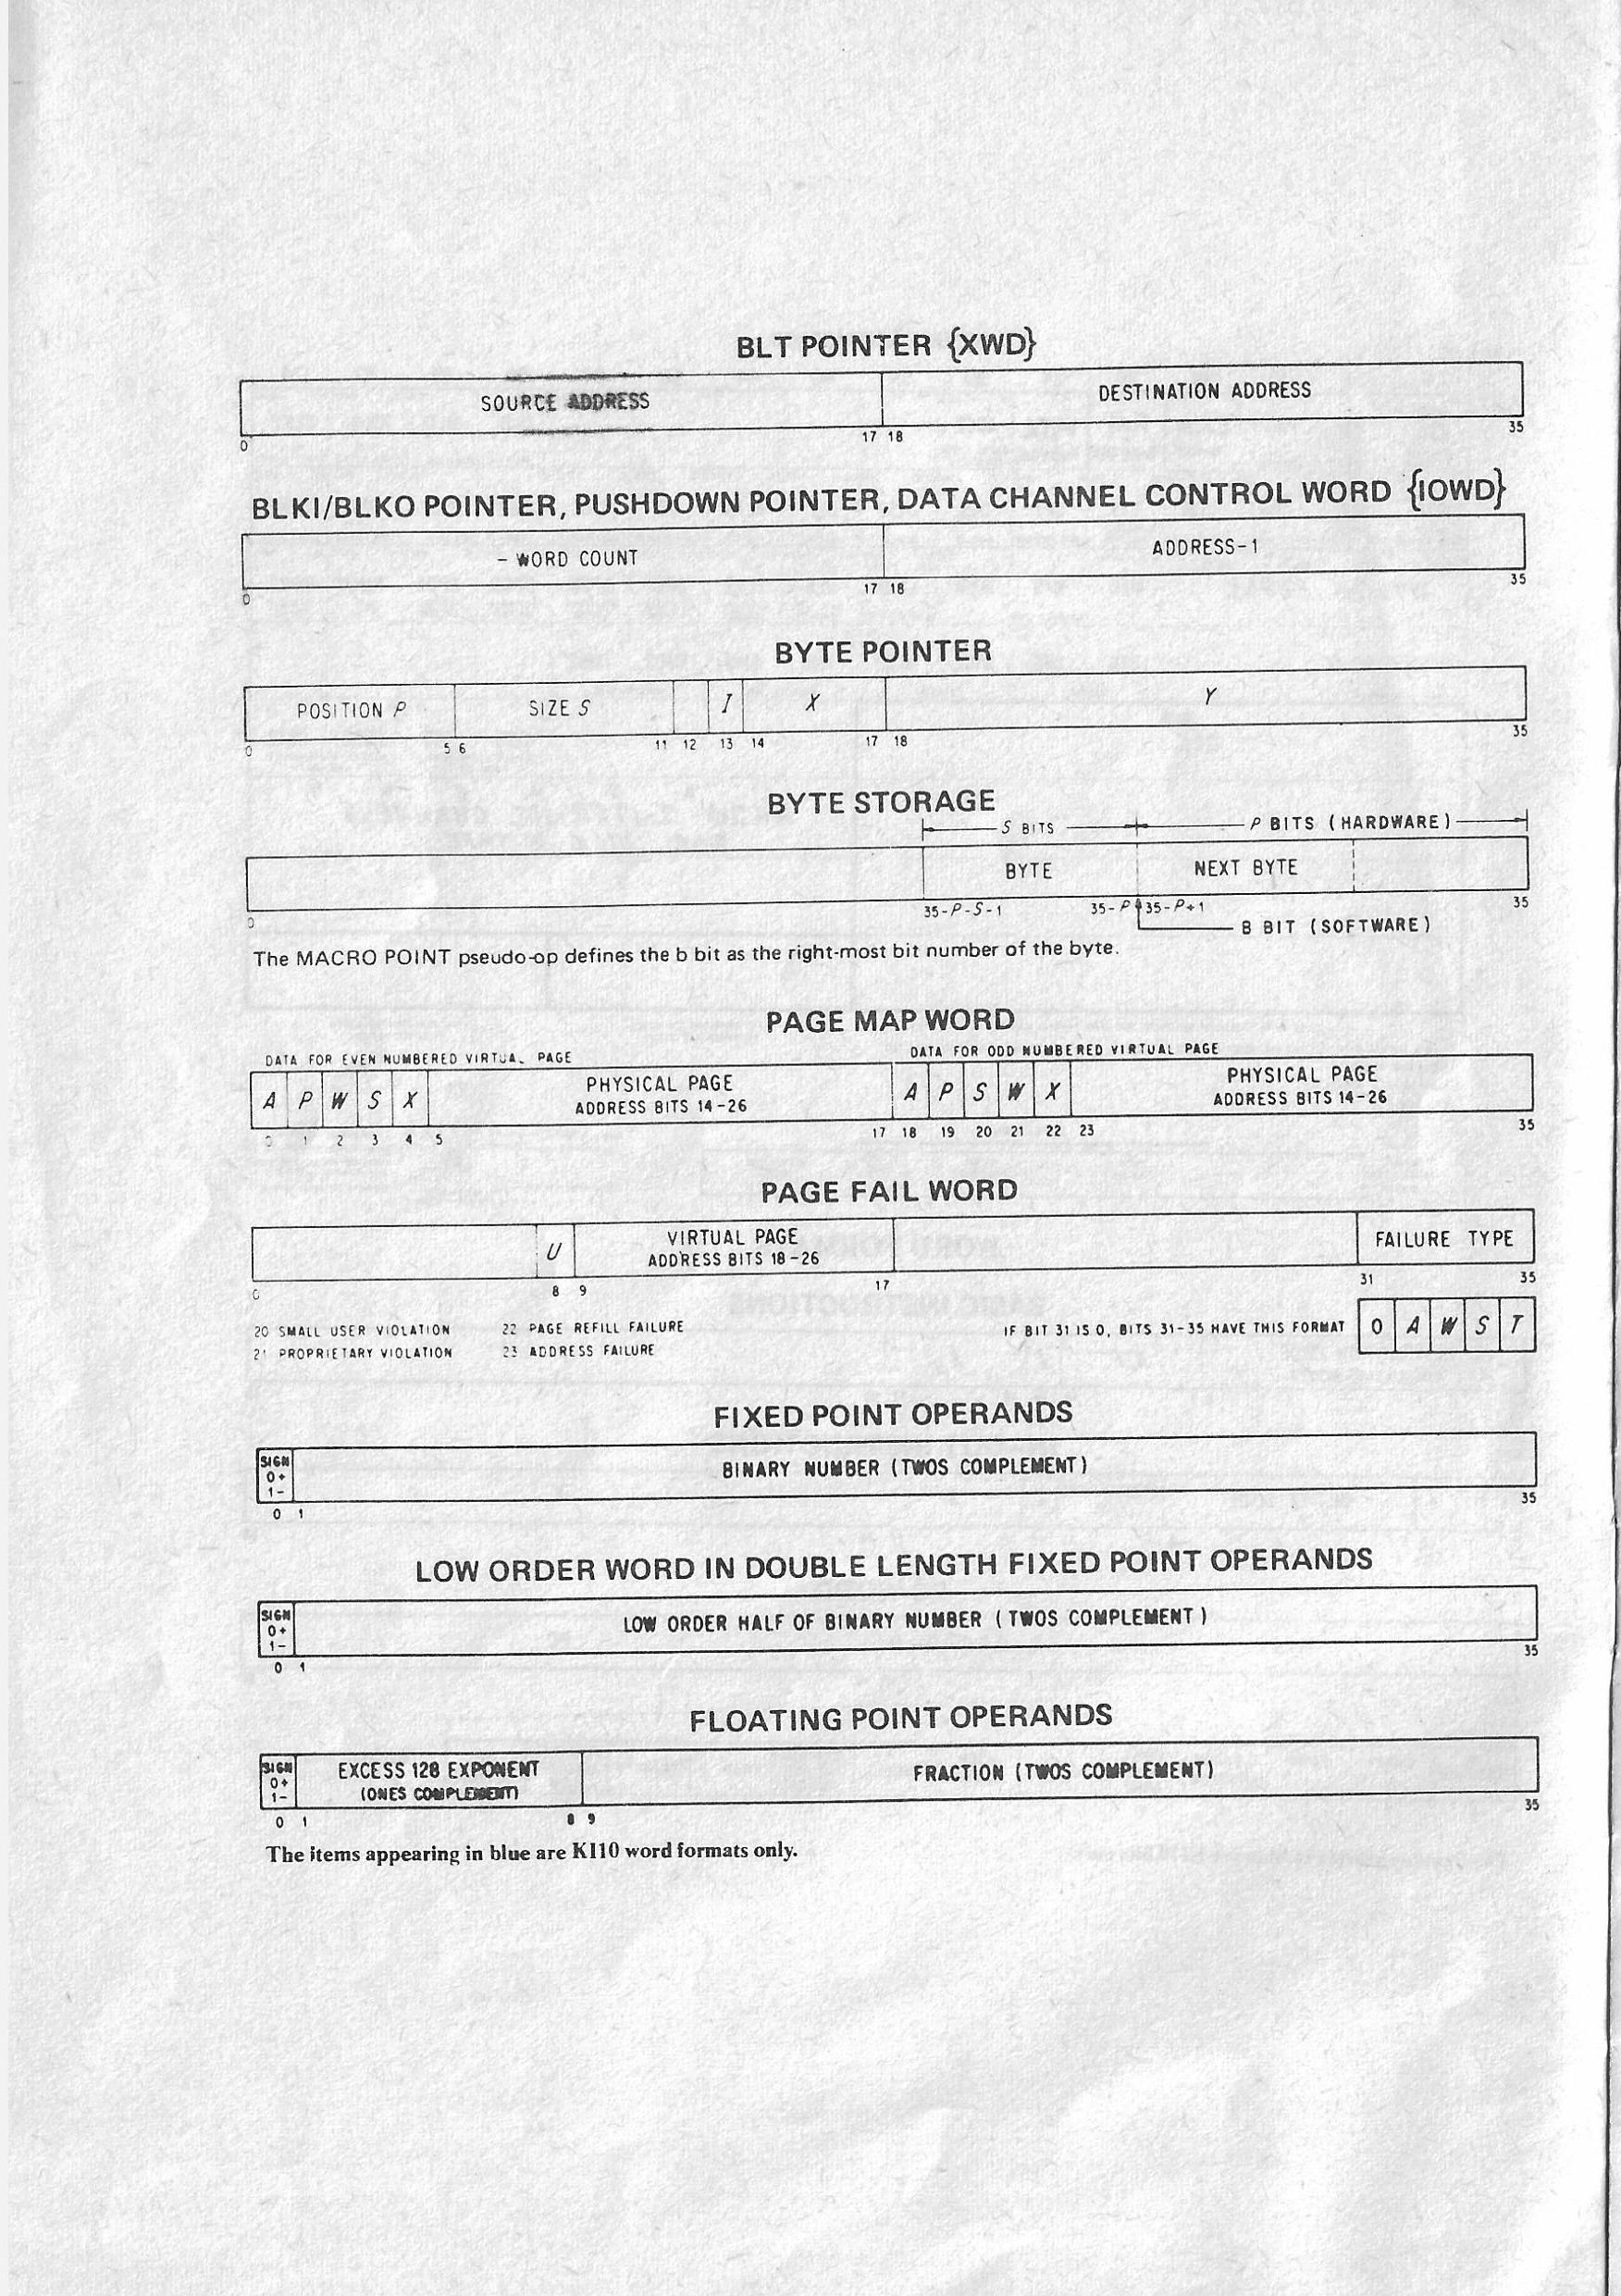 BLT POINTER {XWD}
SOURCE ADDRESS DESTINATION ADDRESS
0 17 18 35
BLKI/BLKO POINTER, PUSHDOWN POINTER, DATA CHANNEL CONTROL WORD {IOWD}
- WORD COUNT ADDRESS-1
0 17 18 35
BYTE POINTER
POSITION P SIZE S I X Y
0 5 6 11 12 13 14 17 18 35
BYTE STORAGE
S BITS P BITS (HARDWARE)
BYTE NEXT BYTE
0 35-P-S-1 35-P 35-P+1 35
B BIT (SOFTWARE)
The MACRO POINT pseudo-op defines the b bit as the right-most bit number of the byte.
PAGE MAP WORD
DATA FOR EVEN NUMBERED VIRTUAL PAGE DATA FOR ODD NUMBERED VIRTUAL PAGE
A P W S X PHYSICAL PAGE ADDRESS BITS 14-26 A P S W X PHYSICAL PAGE ADDRESS BITS 14-26
0 1 2 3 4 5 17 18 19 20 21 22 23 35
PAGE FAIL WORD
U VIRTUAL PAGE ADDRESS BITS 18-26 FAILURE TYPE
0 8 9 17 31 35
20 SMALL USER VIOLATION 22 PAGE REFILL FAILURE IF BIT 31 IS 0, BITS 31-35 HAVE THIS FORMAT 0 A W S T
21 PROPRIETARY VIOLATION 23 ADDRESS FAILURE
FIXED POINT OPERANDS
SIGN 0+ 1- BINARY NUMBER (TWOS COMPLEMENT)
0 1 35
LOW ORDER WORD IN DOUBLE LENGTH FIXED POINT OPERANDS
SIGN 0+ 1- LOW ORDER HALF OF BINARY NUMBER (TWOS COMPLEMENT)
0 1 35
FLOATING POINT OPERANDS
SIGN 0+ 1- EXCESS 128 EXPONENT (ONES COMPLEMENT) FRACTION (TWOS COMPLEMENT)
0 1 8 9 35
The items appearing in blue are KI10 word formats only.